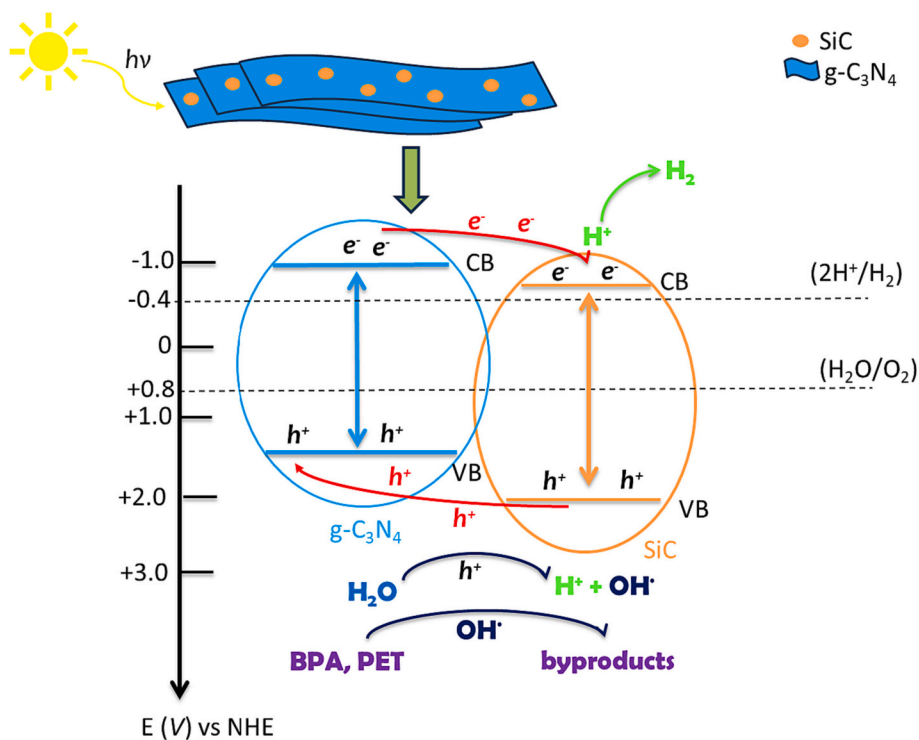 hν
SiC
g-C₃N₄
H₂
e⁻ e⁻
H⁺
e⁻ e⁻
CB
e⁻ e⁻
CB
-1.0
(2H⁺/H₂)
-0.4
0
(H₂O/O₂)
+0.8
+1.0
h⁺ h⁺
VB
h⁺
h⁺
h⁺ h⁺
VB
+2.0
g-C₃N₄
SiC
+3.0
h⁺
H₂O
H⁺ + OH·
OH·
BPA, PET
byproducts
E (V) vs NHE